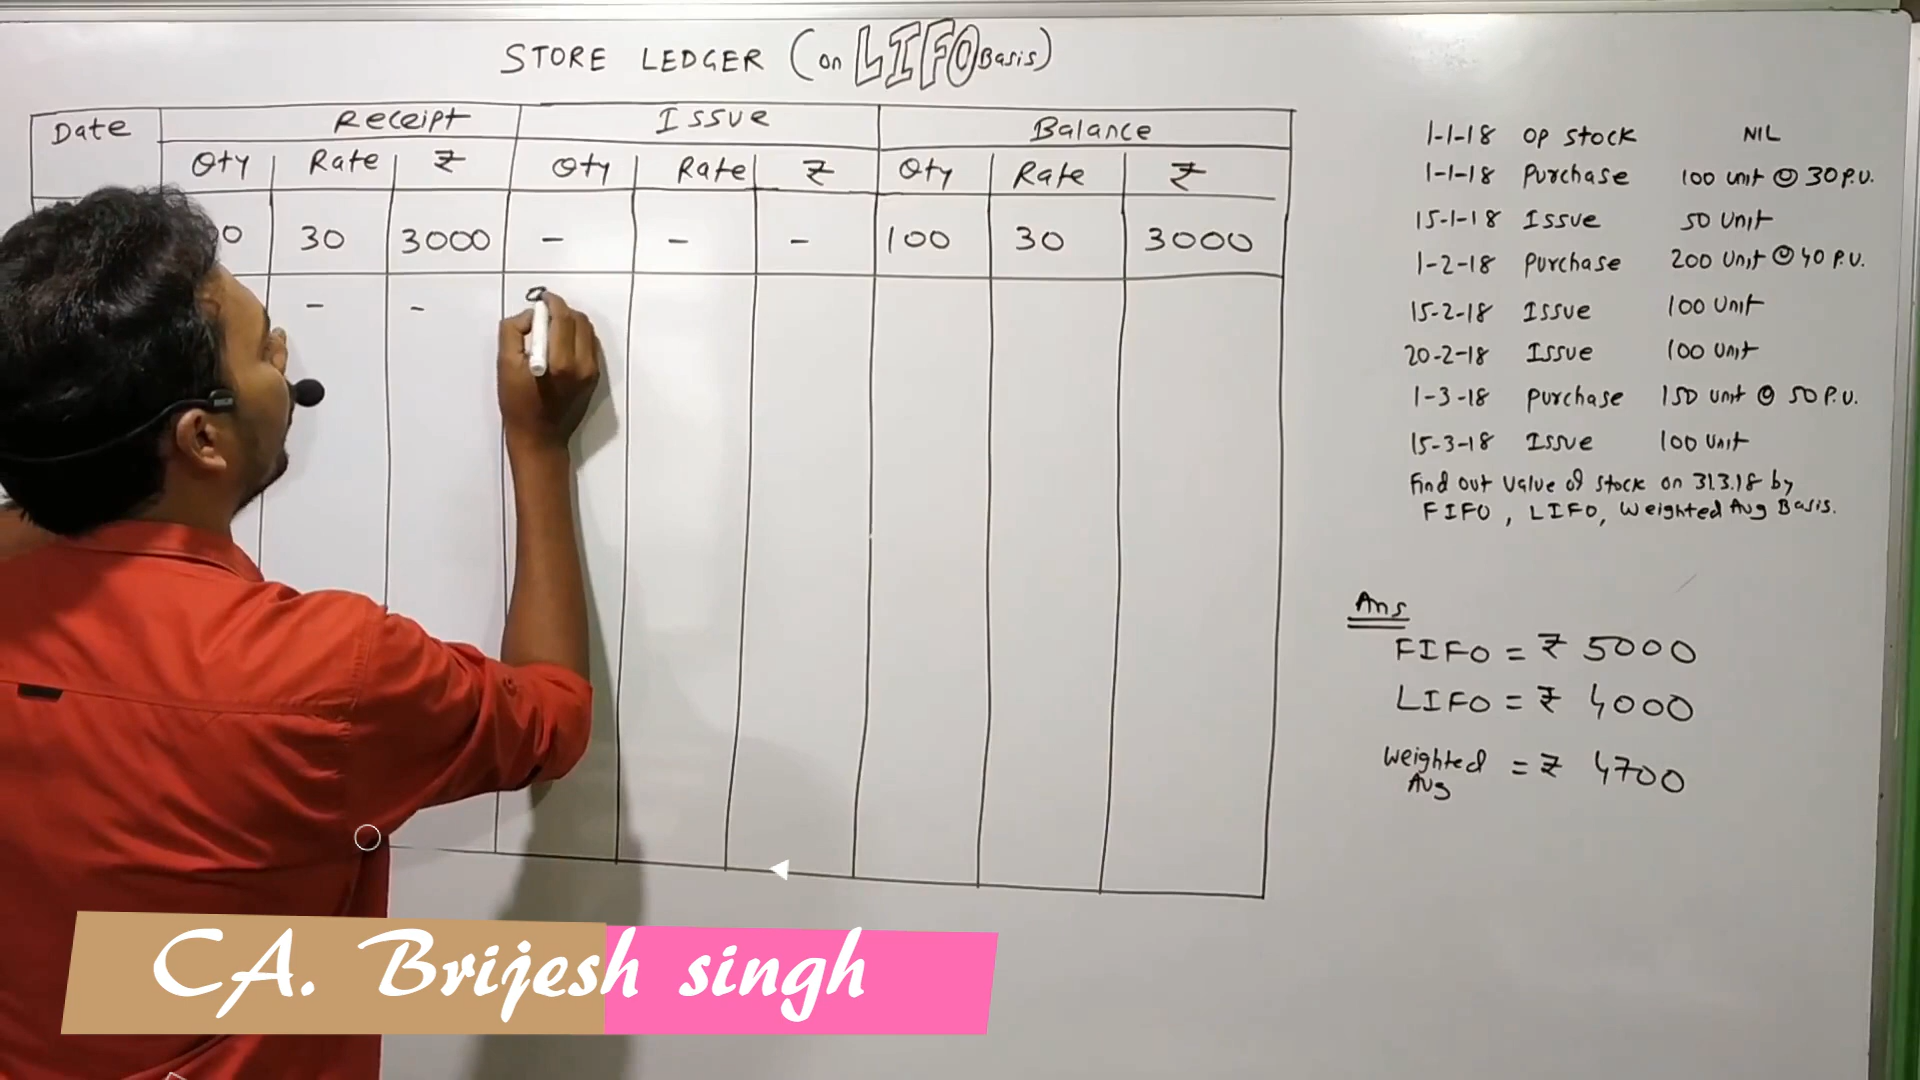 STORE LEDGER (on LIFO Basis)
Date Receipt Issue Balance
Qty Rate ₹ Qty Rate ₹ Qty Rate ₹
30 3000 - - - 100 30 3000
- -
1-1-18 OP Stock NIL
1-1-18 Purchase 100 unit @ 30 P.U.
15-1-18 Issue 50 Unit
1-2-18 Purchase 200 Unit @ 40 P.U.
15-2-18 Issue 100 Unit
20-2-18 Issue 100 Unit
1-3-18 Purchase 150 unit @ 50 P.U.
15-3-18 Issue 100 Unit
Find out Value of Stock on 31.3.18 by
FIFO, LIFO, Weighted Avg Basis.
Ans
FIFO = ₹ 5000
LIFO = ₹ 4000
Weighted Avg = ₹ 4700
CA. Brijesh singh